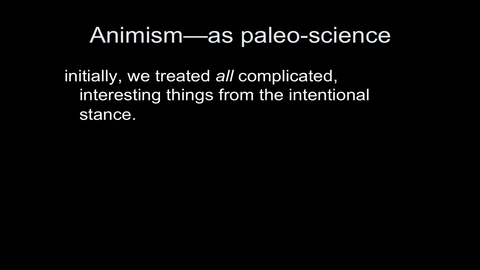 Animism—as paleo-science
initially, we treated all complicated,
interesting things from the intentional
stance.